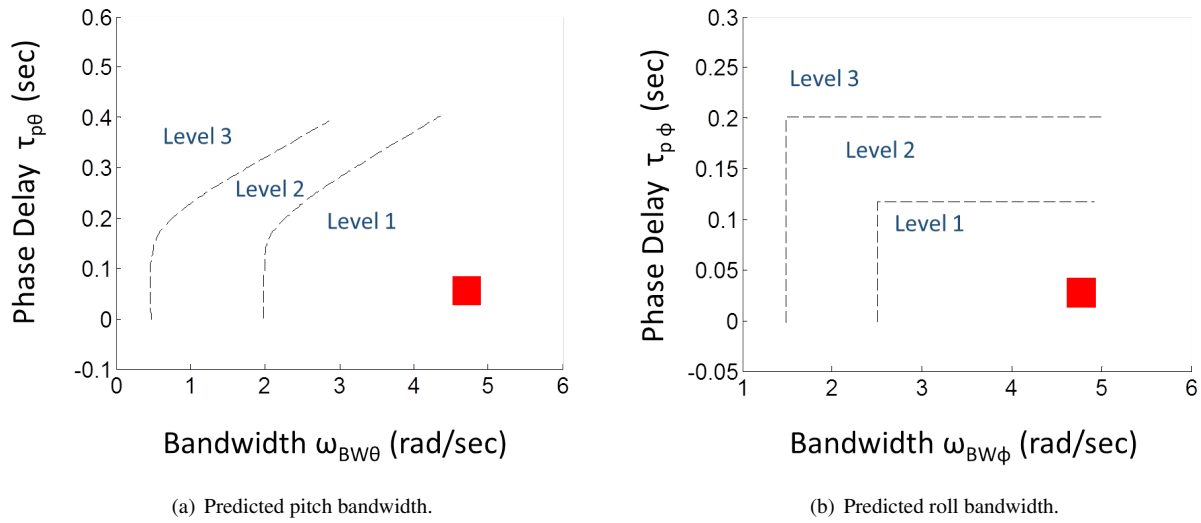 0.6
0.5
0.4
0.3
0.2
0.1
0
-0.1
Phase Delay τpθ (sec)
Level 3
Level 2
Level 1
0 1 2 3 4 5 6
Bandwidth ωBWθ (rad/sec)
(a) Predicted pitch bandwidth.
0.3
0.25
0.2
0.15
0.1
0.05
0
-0.05
Phase Delay τp ϕ (sec)
Level 3
Level 2
Level 1
1 2 3 4 5 6
Bandwidth ωBWϕ (rad/sec)
(b) Predicted roll bandwidth.